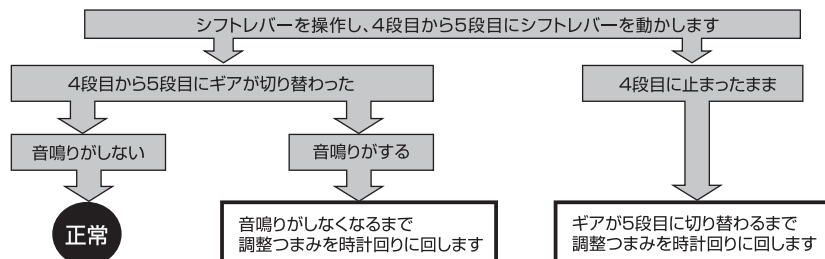 シフトレバーを操作し、4段目から5段目にシフトレバーを動かします
4段目から5段目にギアが切り替わった
4段目に止まったまま
音鳴りがしない
音鳴りがする
正常
音鳴りがしなくなるまで
調整つまみを時計回りに回します
ギアが5段目に切り替わるまで
調整つまみを時計回りに回します